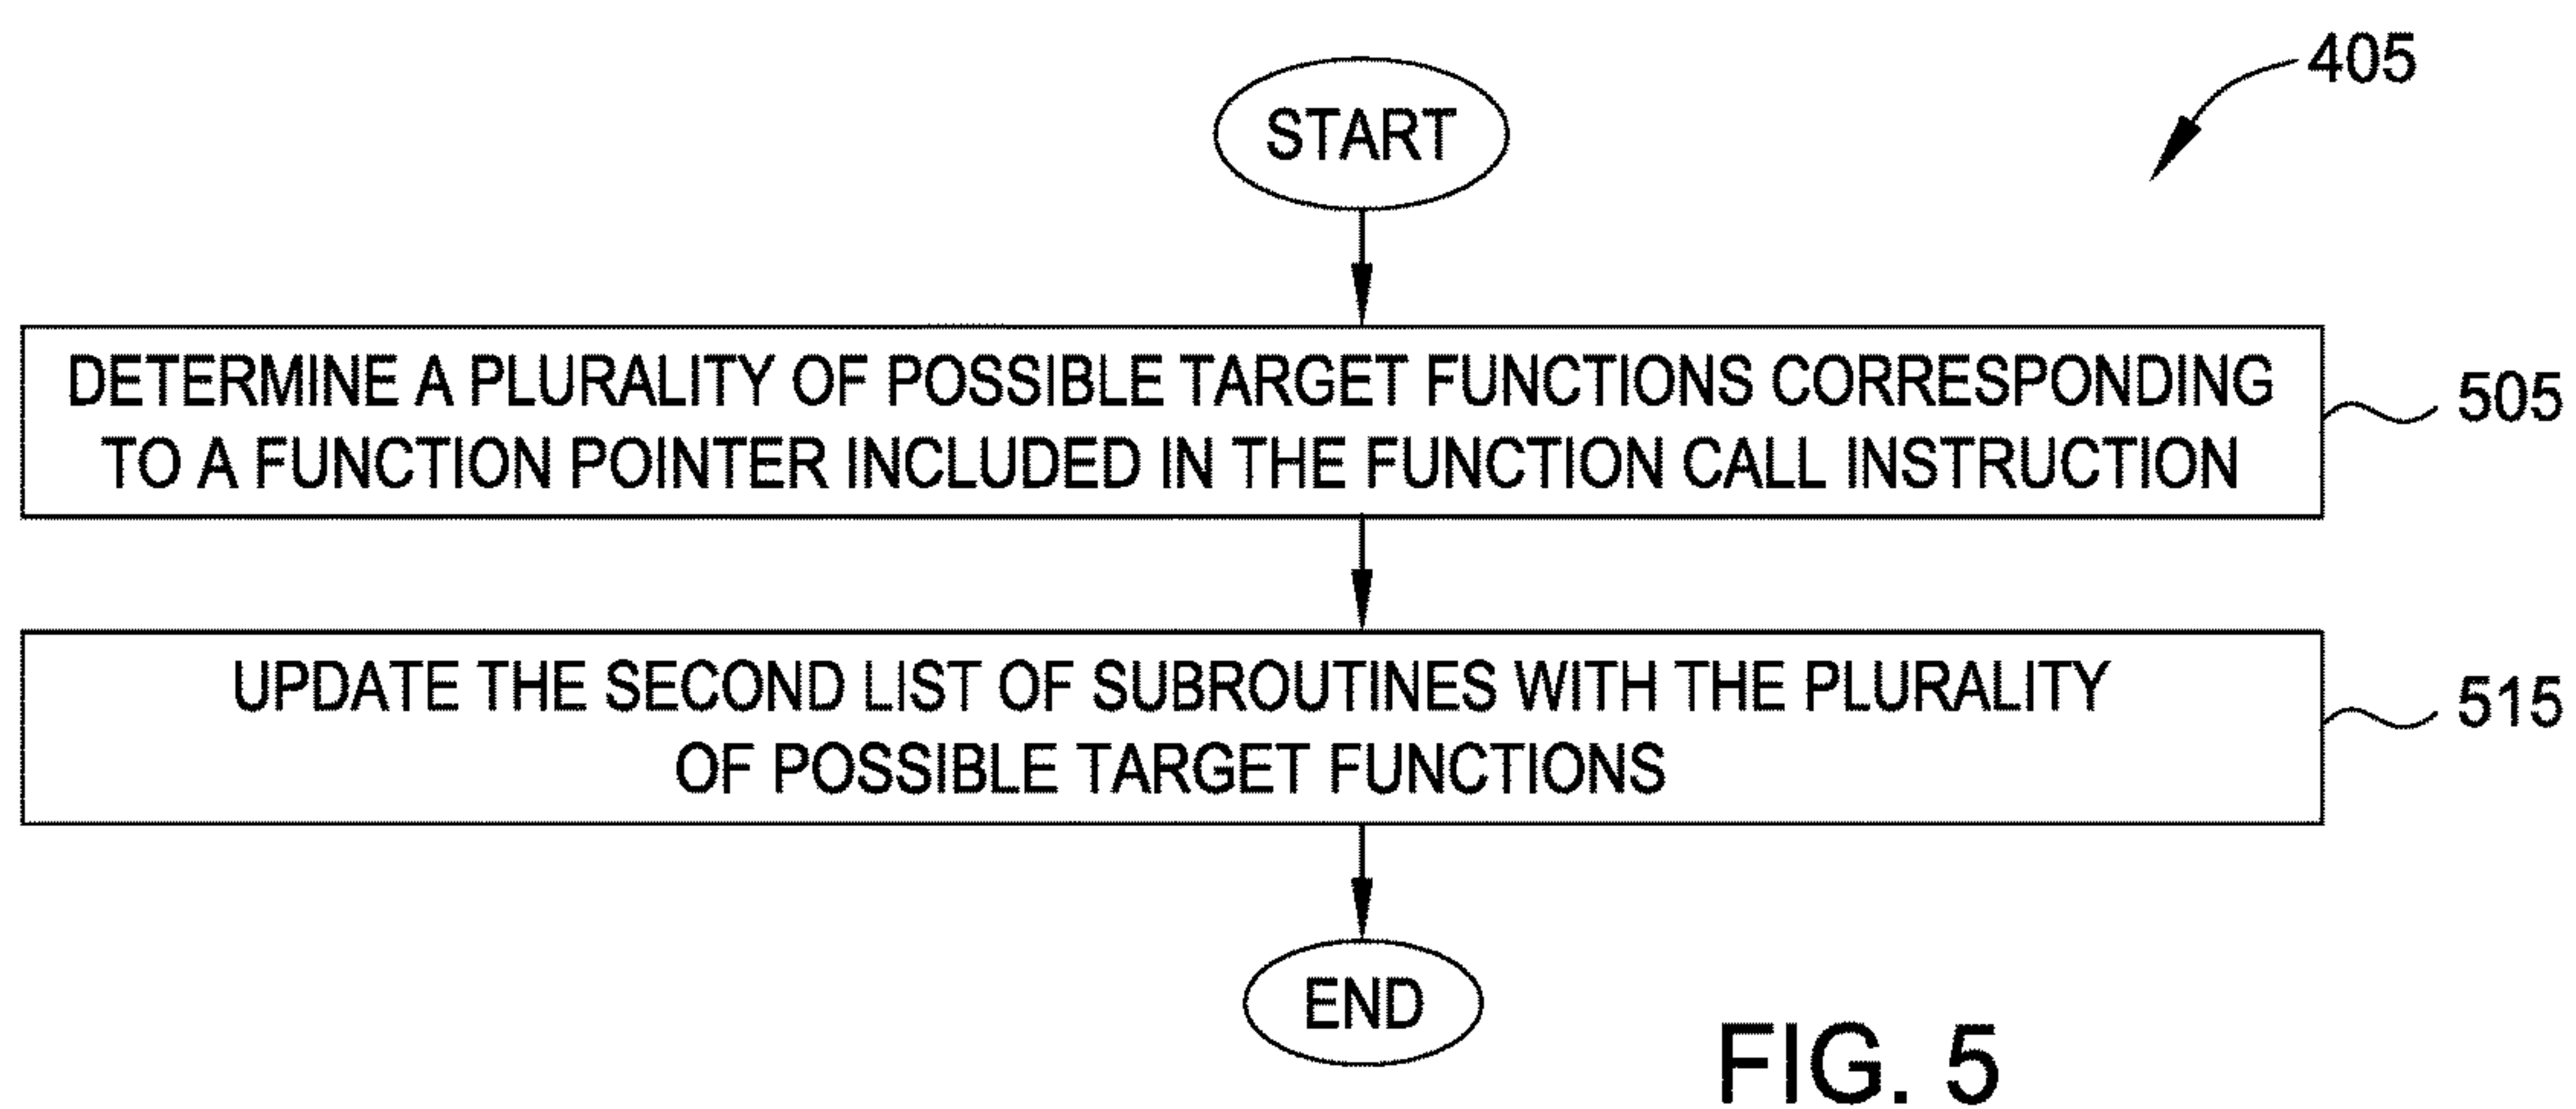 405
START
DETERMINE A PLURALITY OF POSSIBLE TARGET FUNCTIONS CORRESPONDING
TO A FUNCTION POINTER INCLUDED IN THE FUNCTION CALL INSTRUCTION
505
UPDATE THE SECOND LIST OF SUBROUTINES WITH THE PLURALITY
OF POSSIBLE TARGET FUNCTIONS
515
END
FIG. 5